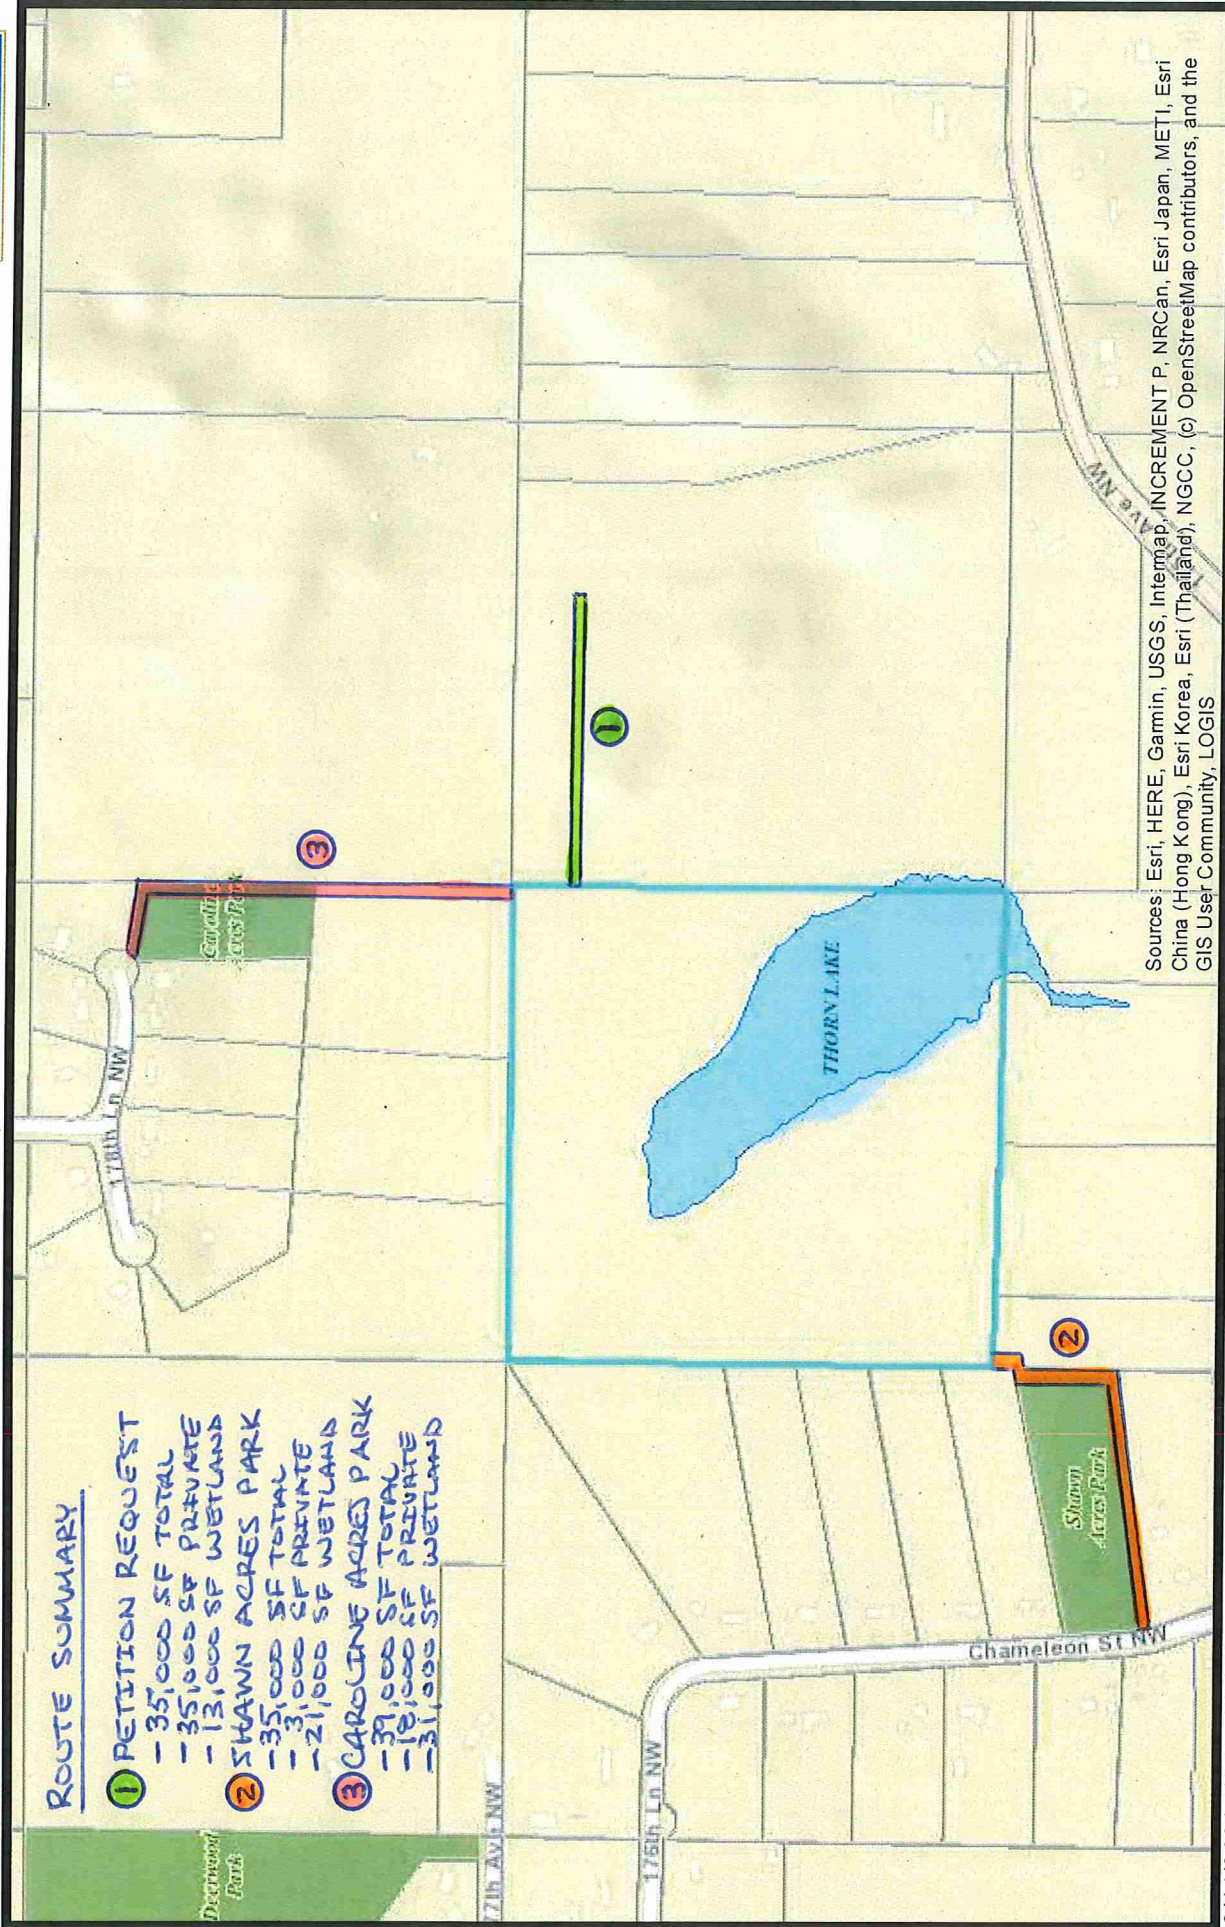 ROUTE SUMMARY
1 PETITION REQUEST
- 35,000 SF TOTAL
- 35,000 SF PRIVATE
- 13,000 SF WETLAND
2 SHAWN ACRES PARK
- 35,000 SF TOTAL
- 3,000 SF PRIVATE
- 21,000 SF WETLAND
3 CAROLINE ACRES PARK
- 39,000 SF TOTAL
- 18,000 SF PRIVATE
- 31,000 SF WETLAND
Deerwood
Park
77th Ave NW
176th Ln NW
Chameleon St NW
Shawn
Acres Park
2
178th Ln NW
Caroline
Acres Park
3
1
THORN LAKE
Ave NW
Sources: Esri, HERE, Garmin, USGS, Intermap, INCREMENT P, NRCan, Esri Japan, METI, Esri
China (Hong Kong), Esri Korea, Esri (Thailand), NGCC, (c) OpenStreetMap contributors, and the
GIS User Community, LOGIS